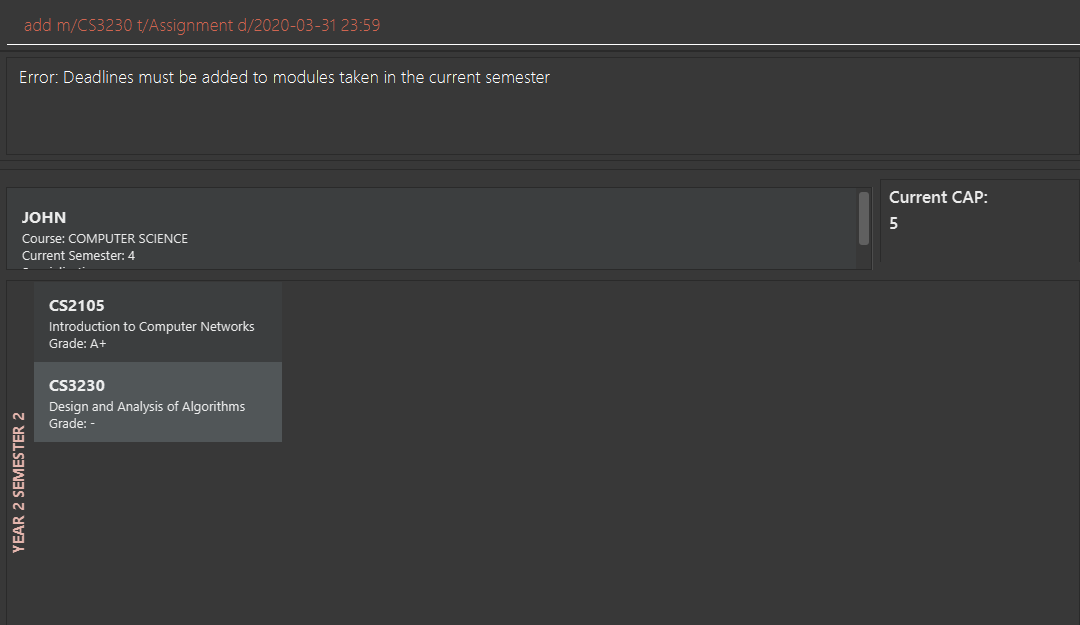 add m/CS3230 t/Assignment d/2020-03-31 23:59
Error: Deadlines must be added to modules taken in the current semester
JOHN
Course: COMPUTER SCIENCE
Current Semester: 4
Current CAP:
5
YEAR 2 SEMESTER 2
CS2105
Introduction to Computer Networks
Grade: A+
CS3230
Design and Analysis of Algorithms
Grade: -